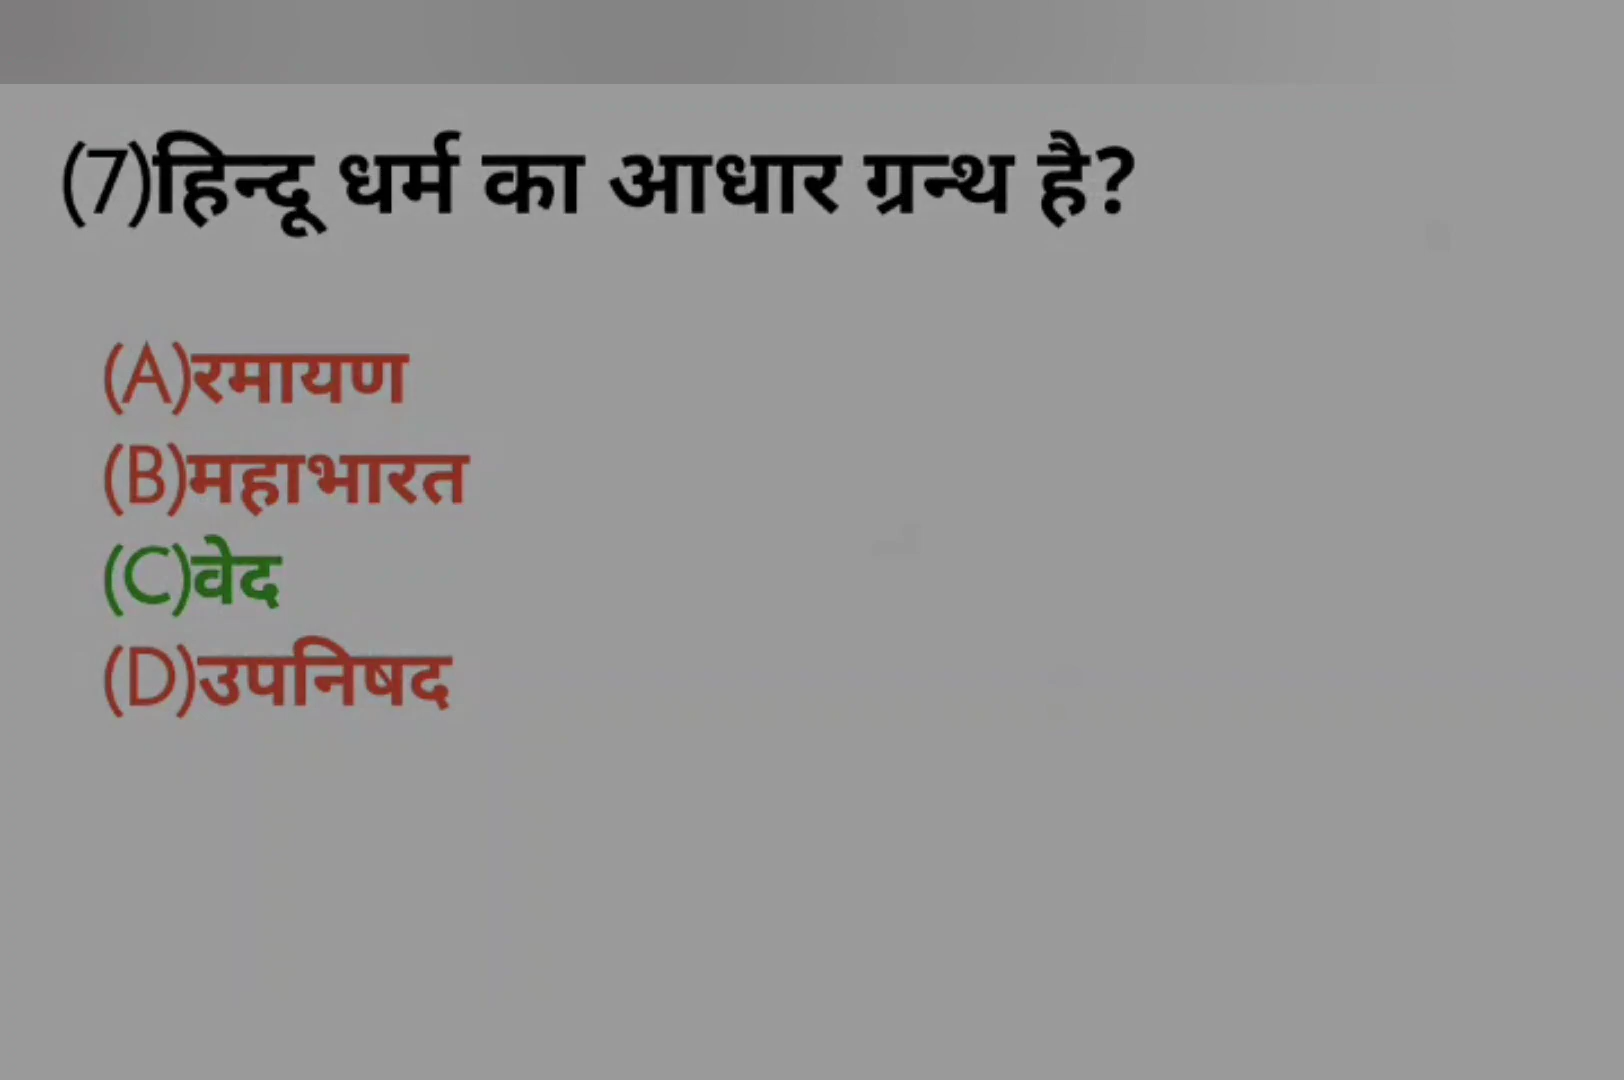 (7)हिन्दू धर्म का आधार ग्रन्थ है?
(A)रमायण
(B)महाभारत
(C)वेद
(D)उपनिषद